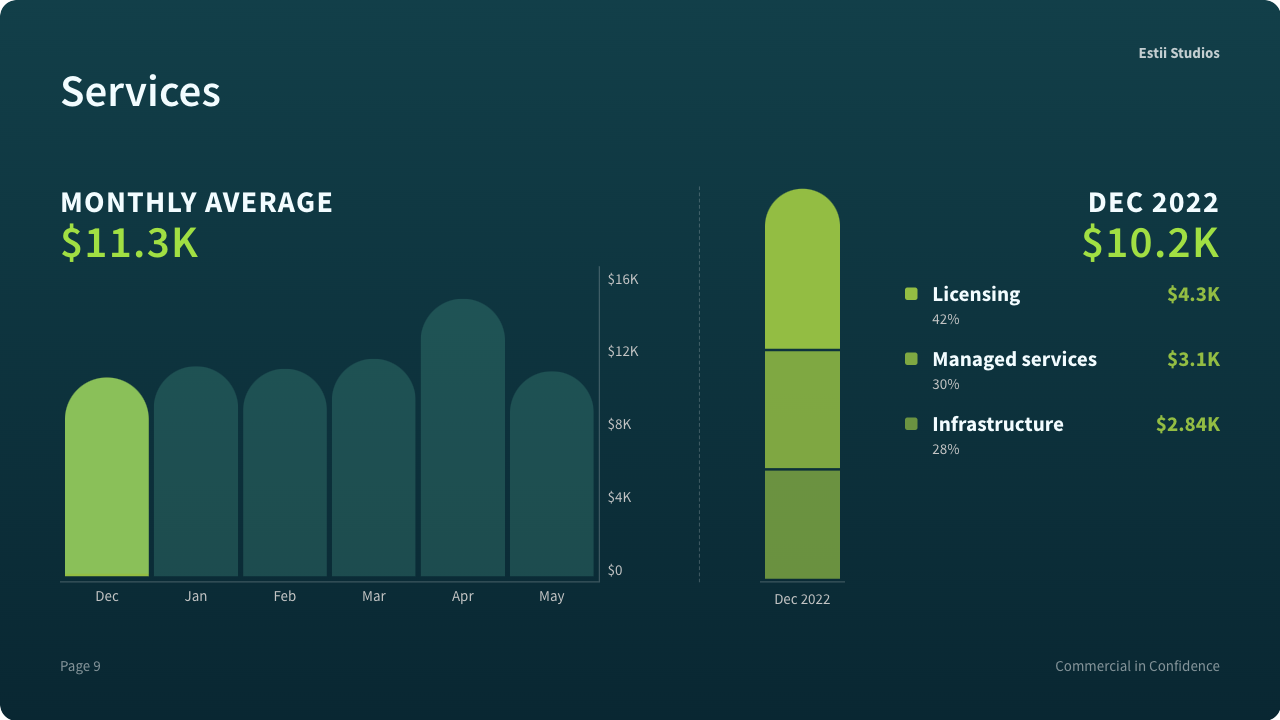 Estii Studios
Services
MONTHLY AVERAGE
$11.3K
$16K
$12K
$8K
$4K
$0
Dec Jan Feb Mar Apr May
DEC 2022
$10.2K
Licensing $4.3K
42%
Managed services $3.1K
30%
Infrastructure $2.84K
28%
Dec 2022
Page 9
Commercial in Confidence